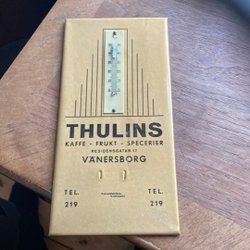 THULINS
KAFFE - FRUKT - SPECERIER
RESIDENSGATAN 17
VÄNERSBORG
TEL.
219
TEL.
219